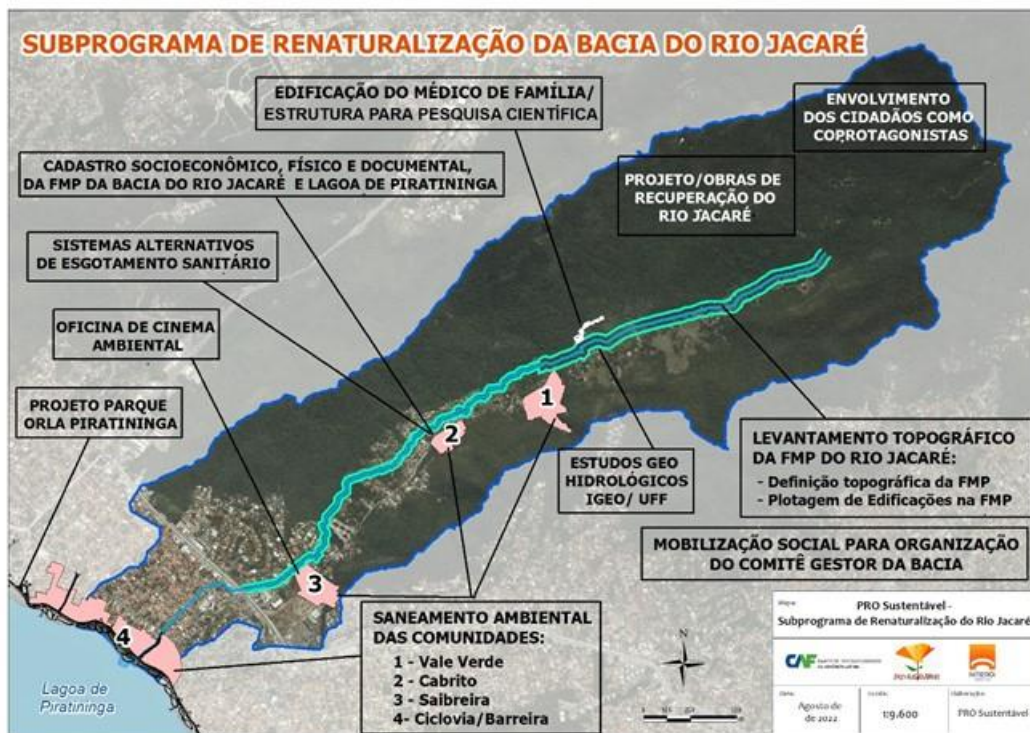 SUBPROGRAMA DE RENATURALIZAÇÃO DA BACIA DO RIO JACARÉ
EDIFICAÇÃO DO MÉDICO DE FAMÍLIA/
ESTRUTURA PARA PESQUISA CIENTÍFICA
ENVOLVIMENTO
DOS CIDADÃOS COMO
COPROTAGONISTAS
CADASTRO SOCIOECONÔMICO, FÍSICO E DOCUMENTAL,
DA FMP DA BACIA DO RIO JACARÉ E LAGOA DE PIRATININGA
PROJETO/OBRAS DE
RECUPERAÇÃO DO
RIO JACARÉ
SISTEMAS ALTERNATIVOS
DE ESGOTAMENTO SANITÁRIO
OFICINA DE CINEMA
AMBIENTAL
PROJETO PARQUE
ORLA PIRATININGA
1
2
3
4
ESTUDOS GEO
HIDROLÓGICOS
IGEO/ UFF
LEVANTAMENTO TOPOGRÁFICO
DA FMP DO RIO JACARÉ:
- Definição topográfica da FMP
- Plotagem de Edificações na FMP
MOBILIZAÇÃO SOCIAL PARA ORGANIZAÇÃO
DO COMITÊ GESTOR DA BACIA
SANEAMENTO AMBIENTAL
DAS COMUNIDADES:
1 - Vale Verde
2 - Cabrito
3 - Saibreira
4- Ciclovia/Barreira
Lagoa de
Piratininga
N
PRO Sustentável -
Subprograma de Renaturalização do Rio Jacaré
CAF
NITERÓI
Agosto de
de 2022
1:9.600
PRO Sustentável